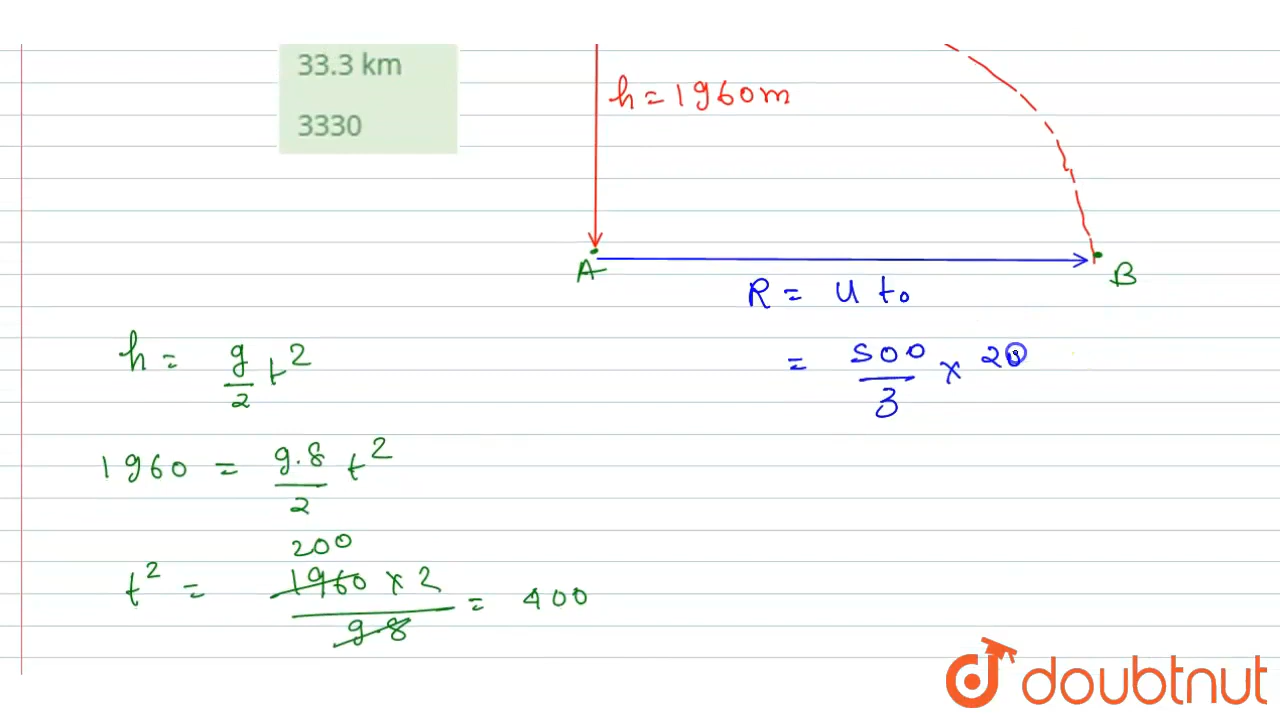 33.3 km
3330
h = 1960m
A
B
R = u t₀
= 500/3 × 20
h = g/2 t²
1960 = 9.8/2 t²
200
t² = 1960 × 2 / 9.8 = 400
doubtnut